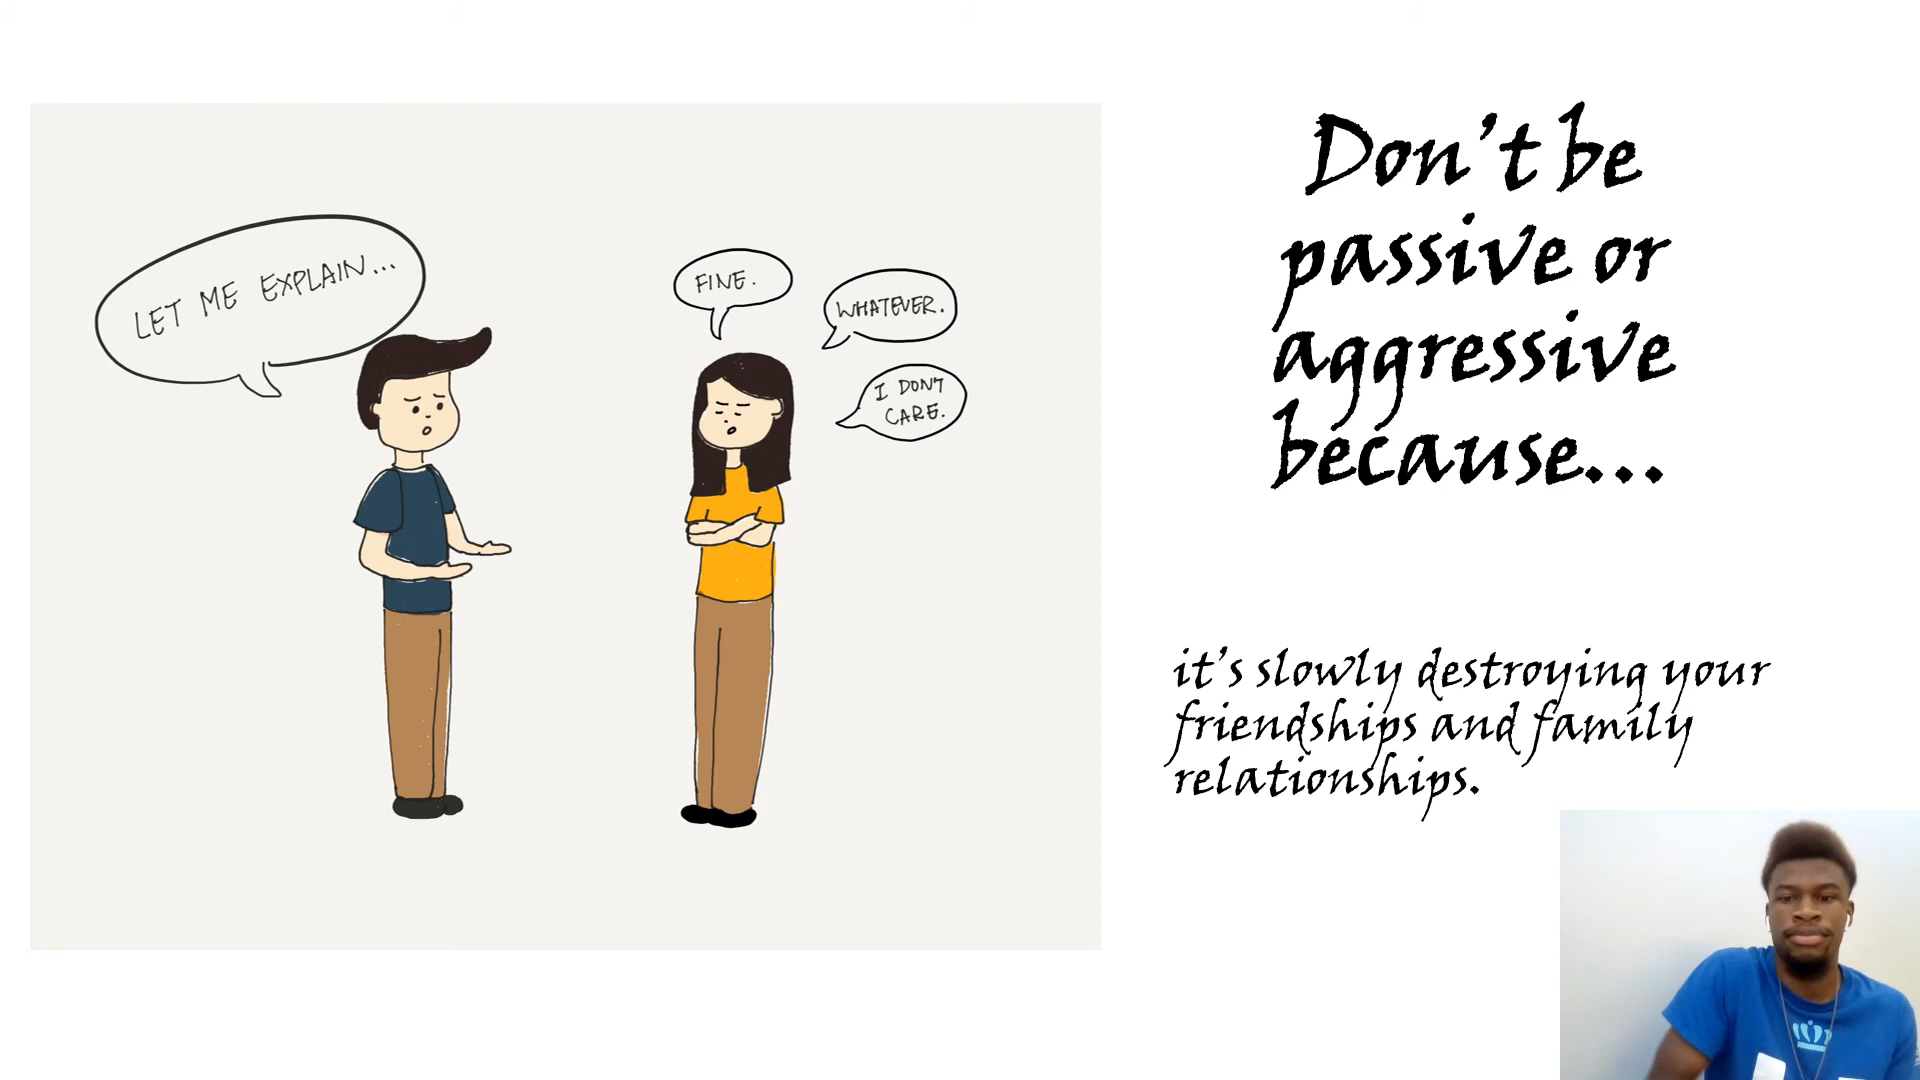 LET ME EXPLAIN...
FINE.
WHATEVER.
I DON'T
CARE.
Don't be
passive or
aggressive
because...
it's slowly destroying your
friendships and family
relationships.